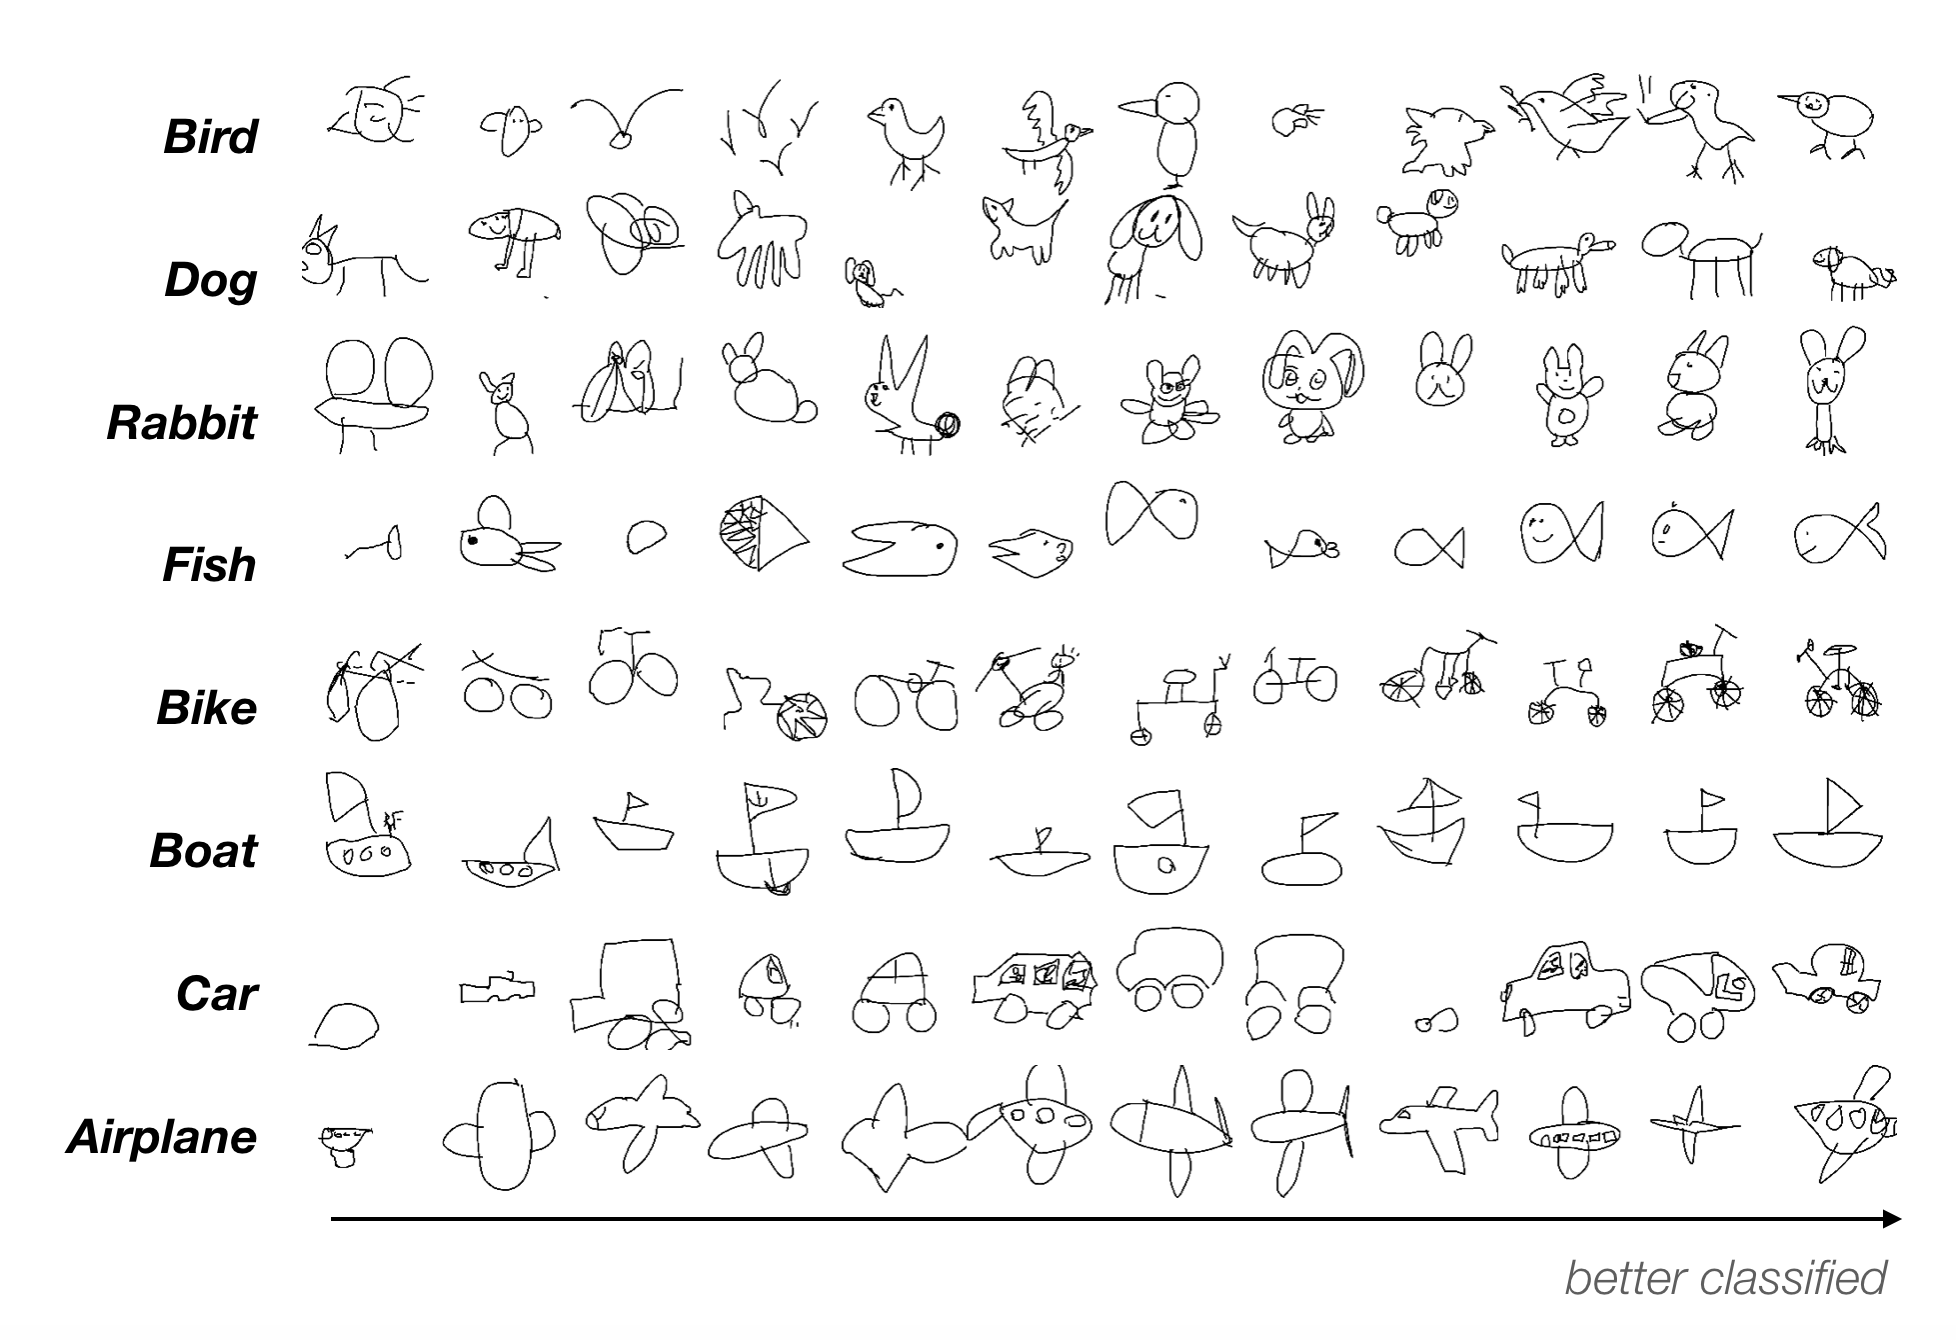 Bird
Dog
Rabbit
Fish
Bike
Boat
Car
Airplane
better classified